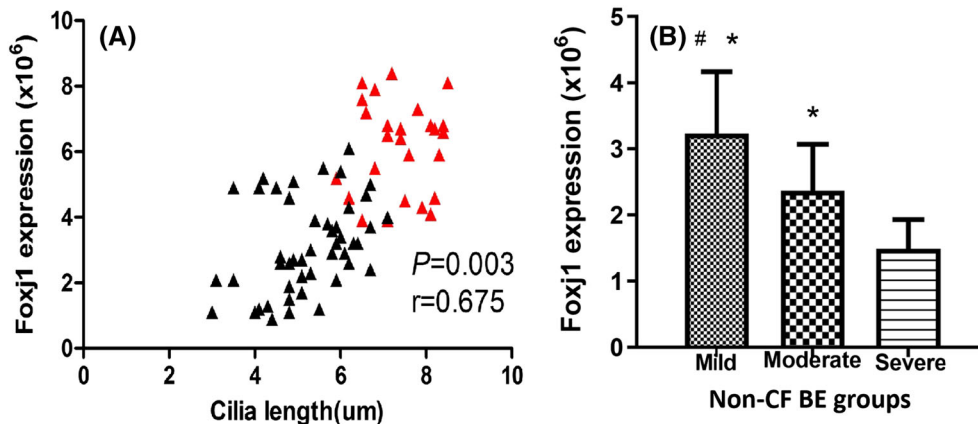 (A)
Foxj1 expression (x10⁶)
10
8
6
4
2
0
P=0.003
r=0.675
0 2 4 6 8 10
Cilia length(um)
(B) # *
*
Foxj1 expression (x10⁶)
5
4
3
2
1
0
Mild Moderate Severe
Non-CF BE groups